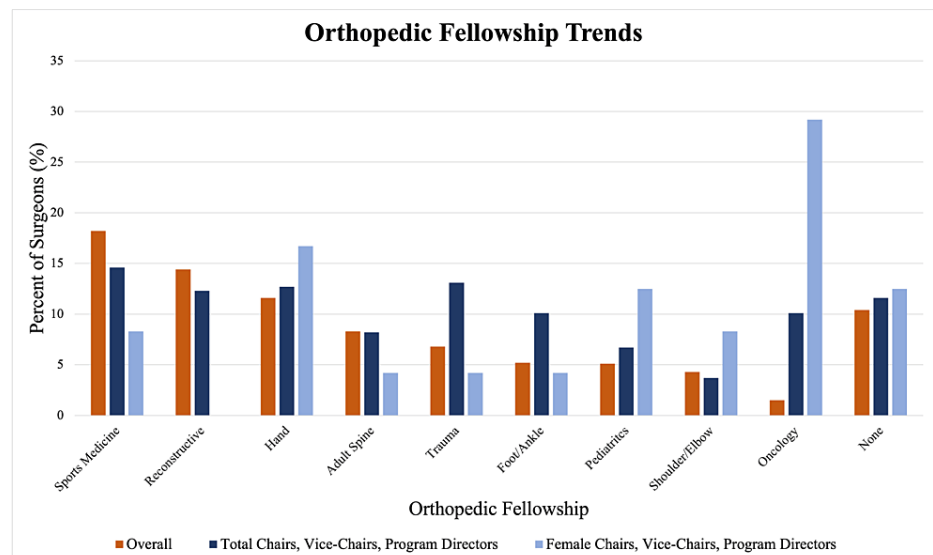 Orthopedic Fellowship Trends
Percent of Surgeons (%)
35
30
25
20
15
10
5
0
Sports Medicine
Reconstructive
Hand
Adult Spine
Trauma
Foot/Ankle
Pediatritcs
Shoulder/Elbow
Oncology
None
Orthopedic Fellowship
Overall
Total Chairs, Vice-Chairs, Program Directors
Female Chairs, Vice-Chairs, Program Directors